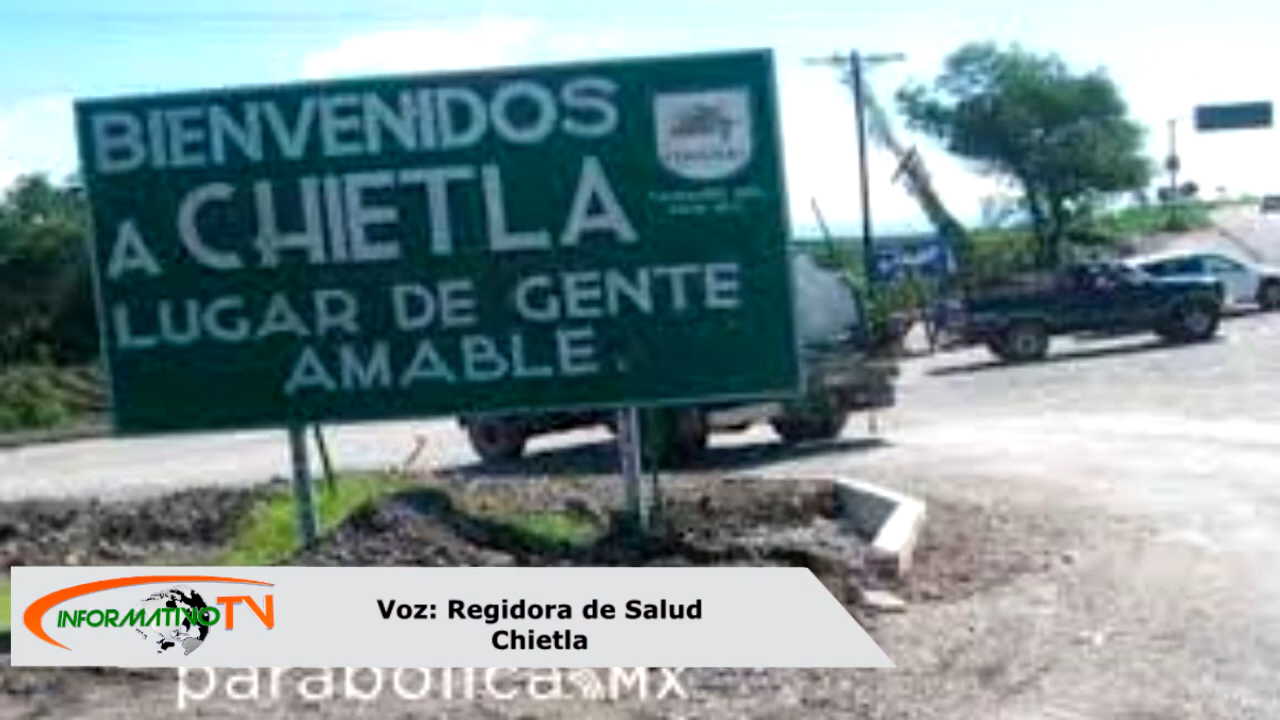 BIENVENIDOS
A CHIETLA
LUGAR DE GENTE
AMABLE.
INFORMATIVO TV
Voz: Regidora de Salud
Chietla
parabolica MX